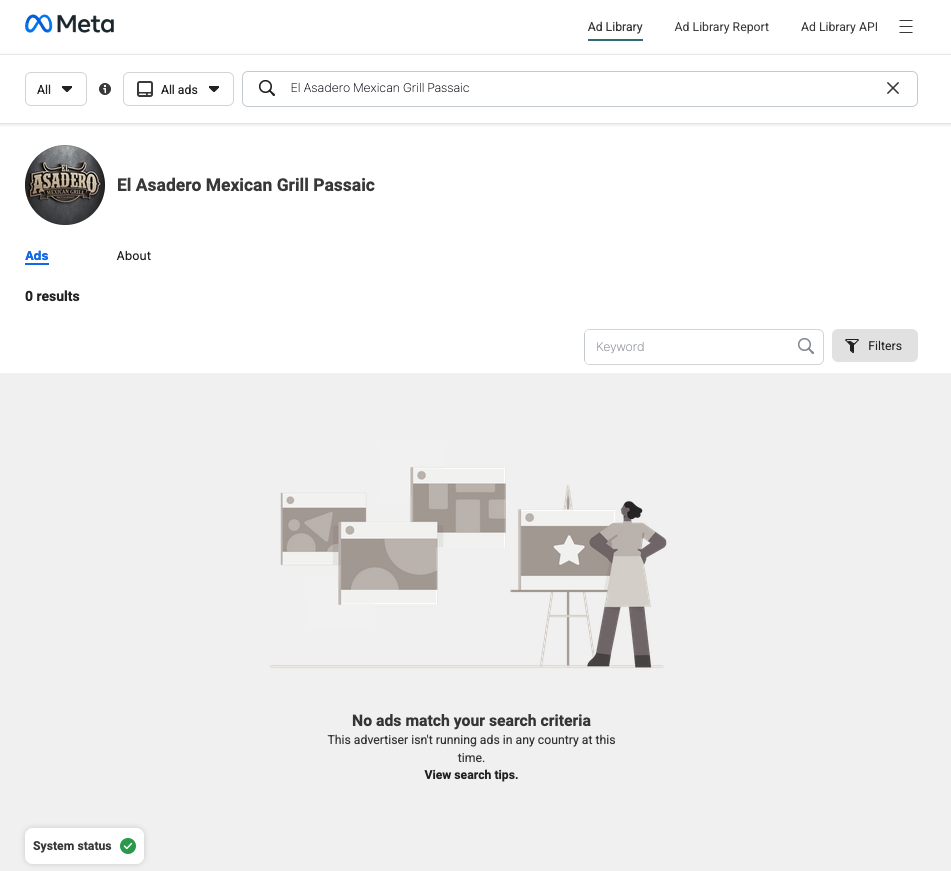 Meta
Ad Library
Ad Library Report
Ad Library API
All
All ads
El Asadero Mexican Grill Passaic
EL
ASADERO
MEXICAN GRILL
El Asadero Mexican Grill Passaic
Ads
About
0 results
Keyword
Filters
No ads match your search criteria
This advertiser isn't running ads in any country at this
time.
View search tips.
System status